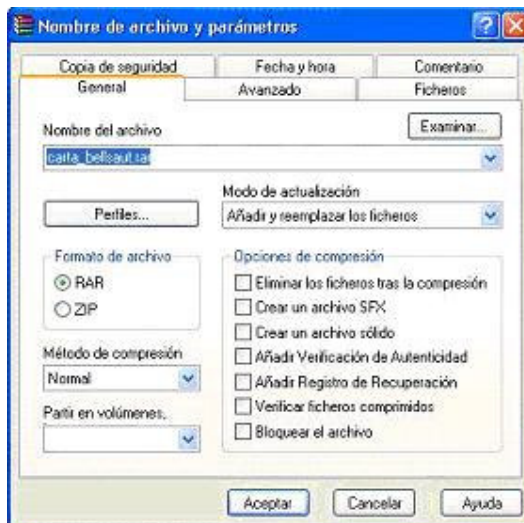 Nombre de archivo y parámetros
Copia de seguridad Fecha y hora Comentario
General Avanzado Ficheros
Nombre del archivo Examinar...
carta_bellsaut.rar
Modo de actualización
Perfiles... Añadir y reemplazar los ficheros
Formato de archivo Opciones de compresión
RAR Eliminar los ficheros tras la compresión
ZIP Crear un archivo SFX
Crear un archivo sólido
Método de compresión Añadir Verificación de Autenticidad
Normal Añadir Registro de Recuperación
Partir en volúmenes, Verificar ficheros comprimidos
Bloquear el archivo
Aceptar Cancelar Ayuda